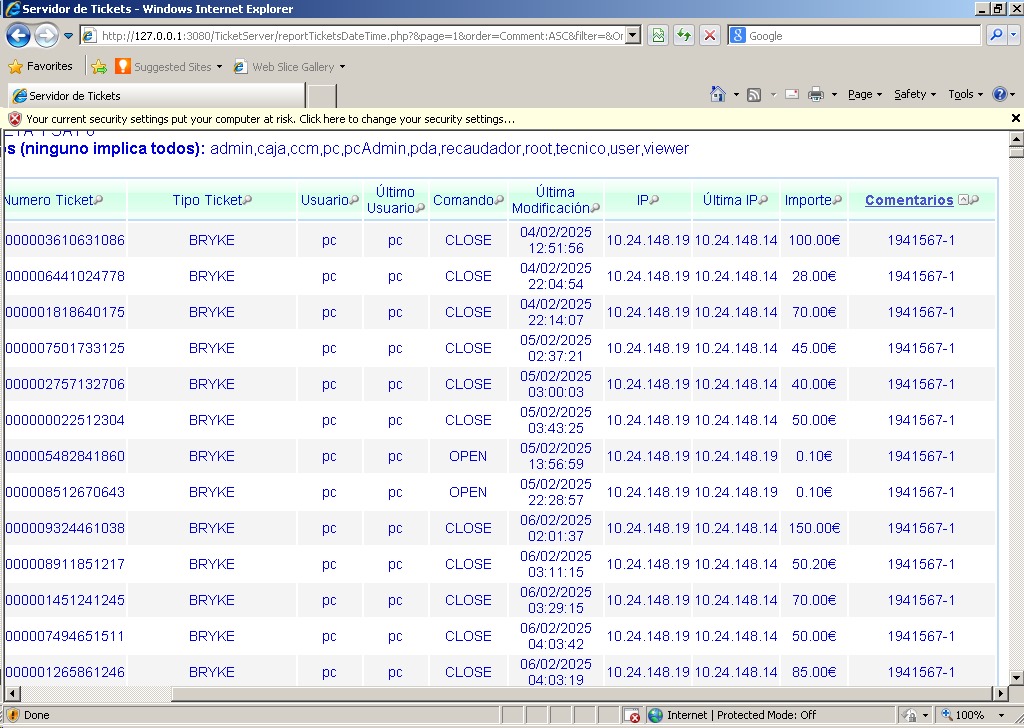 Servidor de Tickets - Windows Internet Explorer
http://127.0.0.1:3080/TicketServer/reportTicketsDateTime.php?&page=1&order=Comment:ASC&filter=&Or
Google
Favorites Suggested Sites Web Slice Gallery
Servidor de Tickets
Page Safety Tools
Your current security settings put your computer at risk. Click here to change your security settings...
os (ninguno implica todos): admin,caja,ccm,pc,pcAdmin,pda,recaudador,root,tecnico,user,viewer
Numero Ticket Tipo Ticket Usuario Último Usuario Comando Última Modificación IP Última IP Importe Comentarios
000003610631086 BRYKE pc pc CLOSE 04/02/2025 12:51:56 10.24.148.19 10.24.148.14 100.00€ 1941567-1
000006441024778 BRYKE pc pc CLOSE 04/02/2025 22:04:54 10.24.148.19 10.24.148.14 28.00€ 1941567-1
000001818640175 BRYKE pc pc CLOSE 04/02/2025 22:14:07 10.24.148.19 10.24.148.14 70.00€ 1941567-1
000007501733125 BRYKE pc pc CLOSE 05/02/2025 02:37:21 10.24.148.19 10.24.148.14 45.00€ 1941567-1
000002757132706 BRYKE pc pc CLOSE 05/02/2025 03:00:03 10.24.148.19 10.24.148.14 40.00€ 1941567-1
000000022512304 BRYKE pc pc CLOSE 05/02/2025 03:43:25 10.24.148.19 10.24.148.14 50.00€ 1941567-1
000005482841860 BRYKE pc pc OPEN 05/02/2025 13:56:59 10.24.148.19 10.24.148.19 0.10€ 1941567-1
000008512670643 BRYKE pc pc OPEN 05/02/2025 22:28:57 10.24.148.19 10.24.148.19 0.10€ 1941567-1
000009324461038 BRYKE pc pc CLOSE 06/02/2025 02:01:37 10.24.148.19 10.24.148.14 150.00€ 1941567-1
000008911851217 BRYKE pc pc CLOSE 06/02/2025 03:11:15 10.24.148.19 10.24.148.14 50.20€ 1941567-1
000001451241245 BRYKE pc pc CLOSE 06/02/2025 03:29:15 10.24.148.19 10.24.148.14 70.00€ 1941567-1
000007494651511 BRYKE pc pc CLOSE 06/02/2025 04:03:42 10.24.148.19 10.24.148.14 50.00€ 1941567-1
000001265861246 BRYKE pc pc CLOSE 06/02/2025 04:03:19 10.24.148.19 10.24.148.14 85.00€ 1941567-1
Done Internet | Protected Mode: Off 100%